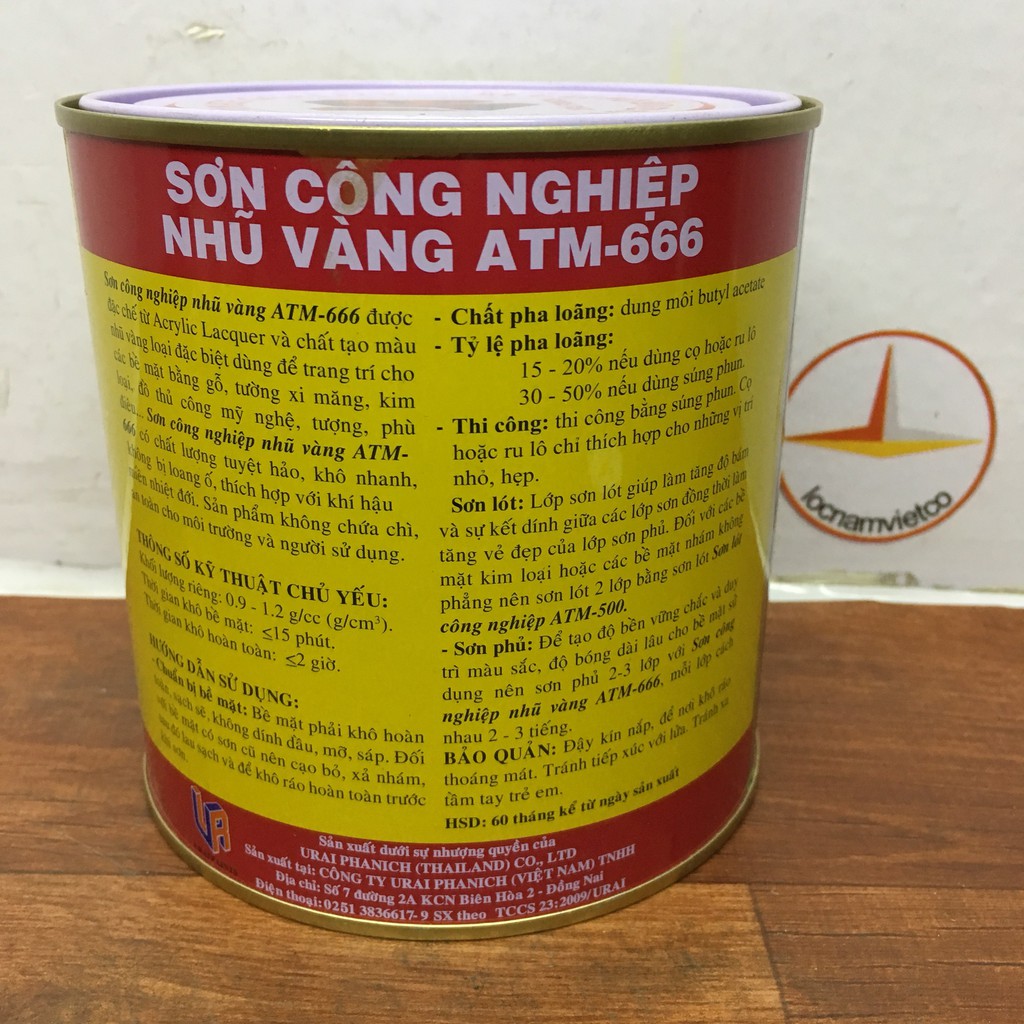 SƠN CÔNG NGHIỆP
NHŨ VÀNG ATM-666
Sơn công nghiệp nhũ vàng ATM-666 được
đặc chế từ Acrylic Lacquer và chất tạo màu
nhũ vàng loại đặc biệt dùng để trang trí cho
các bề mặt bằng gỗ, tường xi măng, kim
loại, đồ thủ công mỹ nghệ, tượng, phù
điêu... Sơn công nghiệp nhũ vàng ATM-
666 có chất lượng tuyệt hảo, khô nhanh,
không bị loang ố, thích hợp với khí hậu
miền nhiệt đới. Sản phẩm không chứa chì,
an toàn cho môi trường và người sử dụng.
THÔNG SỐ KỸ THUẬT CHỦ YẾU:
Khối lượng riêng: 0.9 - 1.2 g/cc (g/cm³).
Thời gian khô bề mặt: ≤15 phút.
Thời gian khô hoàn toàn: ≤2 giờ.
HƯỚNG DẪN SỬ DỤNG:
- Chuẩn bị bề mặt: Bề mặt phải khô hoàn
toàn, sạch sẽ, không dính dầu, mỡ, sáp. Đối
với bề mặt có sơn cũ nên cạo bỏ, xả nhám,
sau đó lau sạch và để khô ráo hoàn toàn trước
khi sơn.
- Chất pha loãng: dung môi butyl acetate
- Tỷ lệ pha loãng:
15 - 20% nếu dùng cọ hoặc ru lô
30 - 50% nếu dùng súng phun.
- Thi công: thi công bằng súng phun. Cọ
hoặc ru lô chỉ thích hợp cho những vị trí
nhỏ, hẹp.
Sơn lót: Lớp sơn lót giúp làm tăng độ bám
và sự kết dính giữa các lớp sơn đồng thời làm
tăng vẻ đẹp của lớp sơn phủ. Đối với các bề
mặt kim loại hoặc các bề mặt nhám không
phẳng nên sơn lót 2 lớp bằng sơn lót Sơn lót
công nghiệp ATM-500.
- Sơn phủ: Để tạo độ bền vững chắc và duy
trì màu sắc, độ bóng dài lâu cho bề mặt sử
dụng nên sơn phủ 2-3 lớp với Sơn công
nghiệp nhũ vàng ATM-666, mỗi lớp cách
nhau 2 - 3 tiếng.
BẢO QUẢN: Đậy kín nắp, để nơi khô ráo
thoáng mát. Tránh tiếp xúc với lửa. Tránh xa
tầm tay trẻ em.
HSD: 60 tháng kể từ ngày sản xuất
Sản xuất dưới sự nhượng quyền của
URAI PHANICH (THAILAND) CO., LTD
Sản xuất tại: CÔNG TY URAI PHANICH (VIỆT NAM) TNHH
Địa chỉ: Số 7 đường 2A KCN Biên Hòa 2 - Đồng Nai
Điện thoại: 0251 3836617- 9 SX theo TCCS 23:2009/URAI
locnamvietco